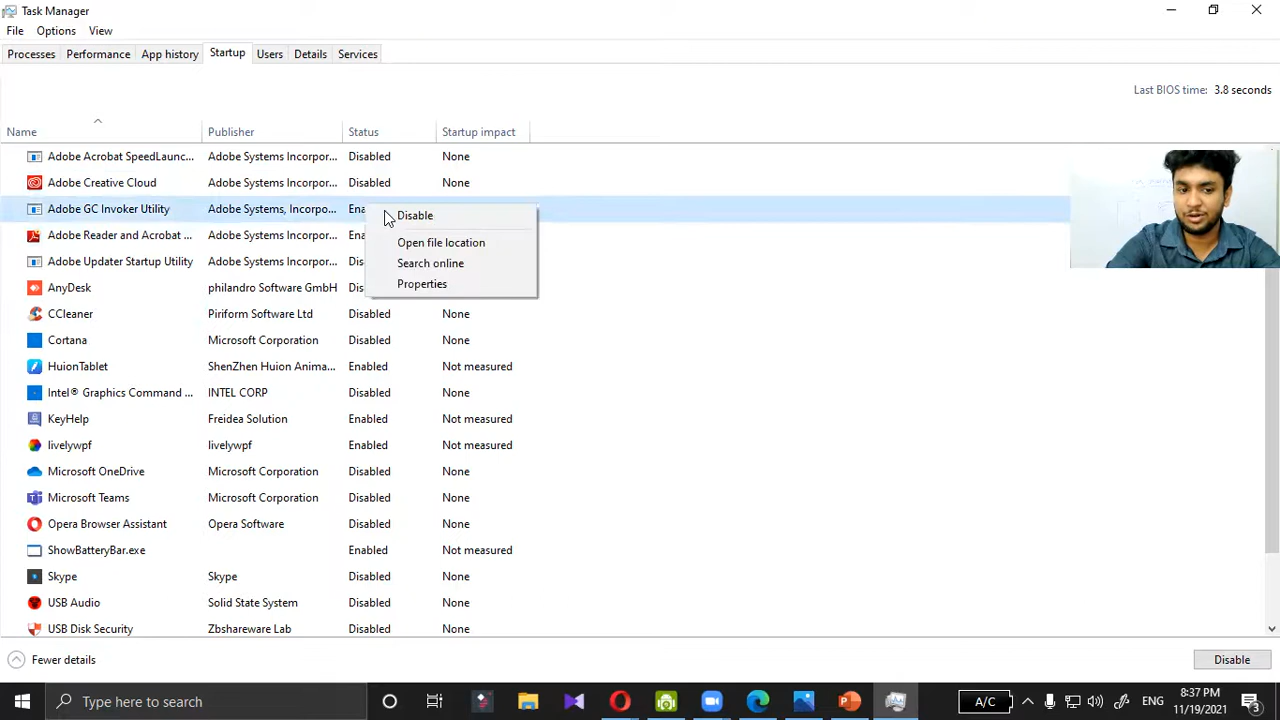 Task Manager
File Options View
Processes Performance App history Startup Users Details Services
Last BIOS time: 3.8 seconds
Name Publisher Status Startup impact
Adobe Acrobat SpeedLaunc... Adobe Systems Incorpor... Disabled None
Adobe Creative Cloud Adobe Systems Incorpor... Disabled None
Adobe GC Invoker Utility Adobe Systems, Incorpo... Ena
Disable
Adobe Reader and Acrobat ... Adobe Systems Incorpor... Ena
Open file location
Adobe Updater Startup Utility Adobe Systems Incorpor... Dis
Search online
AnyDesk philandro Software GmbH Dis
Properties
CCleaner Piriform Software Ltd Disabled None
Cortana Microsoft Corporation Disabled None
HuionTablet ShenZhen Huion Anima... Enabled Not measured
Intel® Graphics Command ... INTEL CORP Disabled None
KeyHelp Freidea Solution Enabled Not measured
livelywpf livelywpf Enabled Not measured
Microsoft OneDrive Microsoft Corporation Disabled None
Microsoft Teams Microsoft Corporation Disabled None
Opera Browser Assistant Opera Software Disabled None
ShowBatteryBar.exe Enabled Not measured
Skype Skype Disabled None
USB Audio Solid State System Disabled None
USB Disk Security Zbshareware Lab Disabled None
Fewer details Disable
Type here to search A/C ENG 8:37 PM
11/19/2021 3